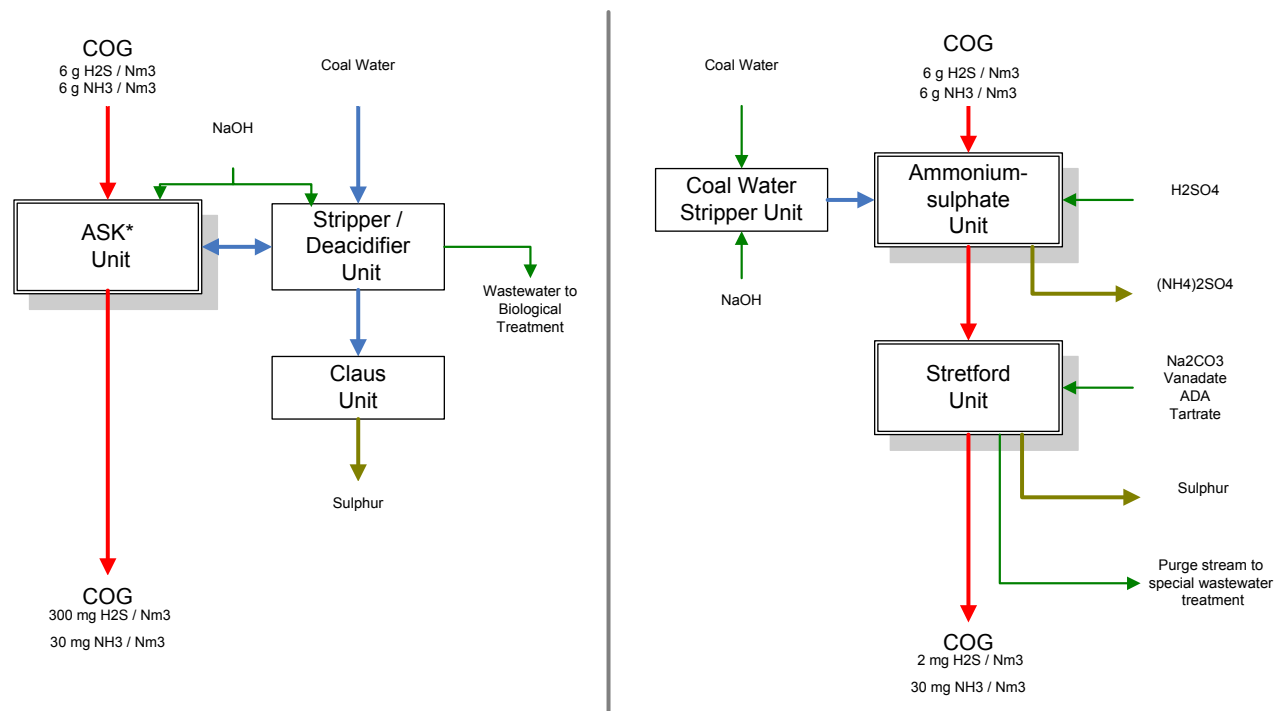 COG
6 g H2S / Nm3
6 g NH3 / Nm3
Coal Water
NaOH
ASK*
Unit
Stripper /
Deacidifier
Unit
Wastewater to
Biological
Treatment
Claus
Unit
Sulphur
COG
300 mg H2S / Nm3
30 mg NH3 / Nm3
COG
6 g H2S / Nm3
6 g NH3 / Nm3
Coal Water
Coal Water
Stripper Unit
NaOH
Ammonium-
sulphate
Unit
H2SO4
(NH4)2SO4
Stretford
Unit
Na2CO3
Vanadate
ADA
Tartrate
Sulphur
Purge stream to
special wastewater
treatment
COG
2 mg H2S / Nm3
30 mg NH3 / Nm3